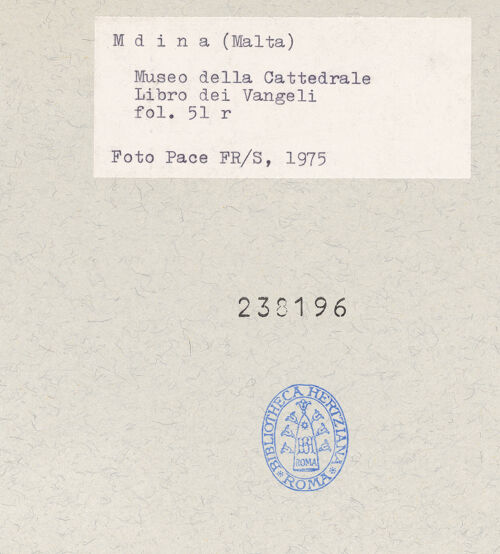 M d i n a (Malta)
Museo della Cattedrale
Libro dei Vangeli
fol. 51 r
Foto Pace FR/S, 1975
238196
BIBLIOTHECA HERTZIANA
ROMA
* ROMA *